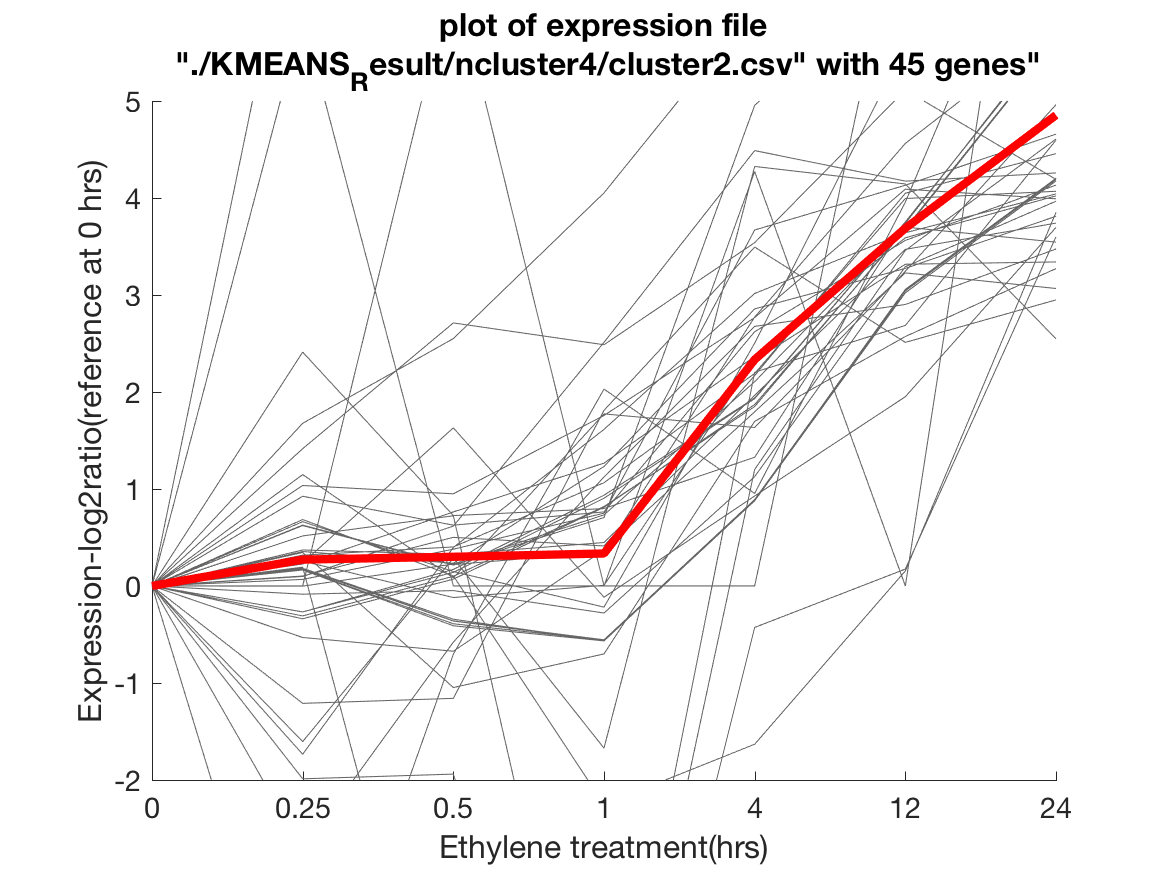 plot of expression file
"./KMEANS_Result/ncluster4/cluster2.csv" with 45 genes"
Expression-log2ratio(reference at 0 hrs)
5
4
3
2
1
0
-1
-2
0 0.25 0.5 1 4 12 24
Ethylene treatment(hrs)